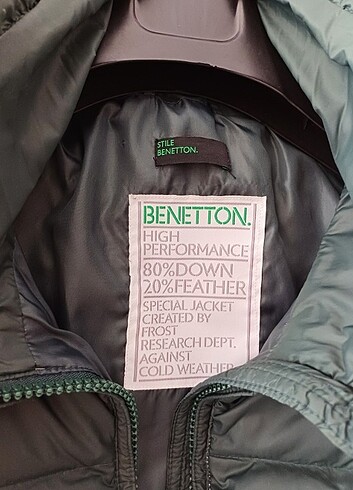 STILE
BENETTON.
BENETTON.
HIGH
PERFORMANCE
80%DOWN
20%FEATHER
SPECIAL JACKET
CREATED BY
FROST
RESEARCH DEPT.
AGAINST
COLD WEATHER